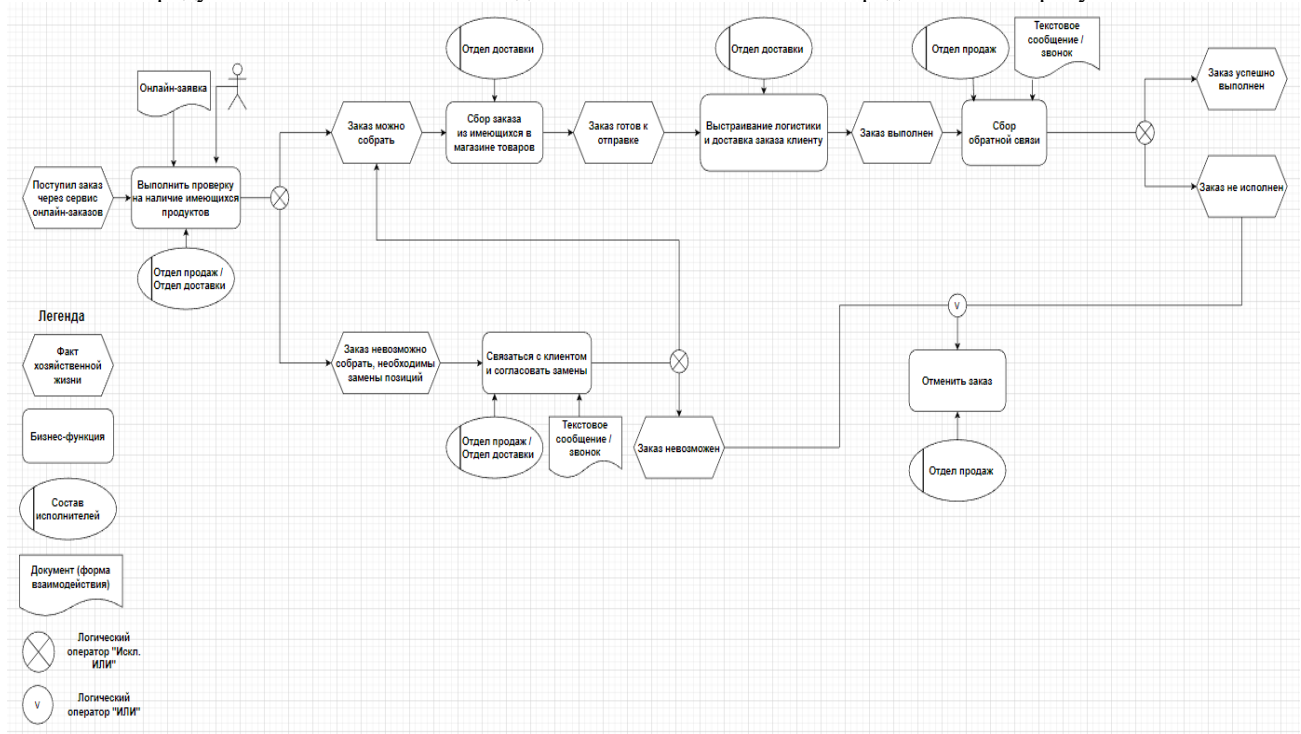 Отдел доставки
Отдел доставки
Отдел продаж
Текстовое
сообщение /
звонок
Онлайн-заявка
Заказ успешно
выполнен
Заказ можно
собрать
Сбор заказа
из имеющихся в
магазине товаров
Заказ готов к
отправке
Выстраивание логистики
и доставка заказа клиенту
Заказ выполнен
Сбор
обратной связи
Поступил заказ
через сервис
онлайн-заказов
Выполнить проверку
на наличие имеющихся
продуктов
Заказ не исполнен
Отдел продаж /
Отдел доставки
Легенда
V
Факт
хозяйственной
жизни
Заказ невозможно
собрать, необходимы
замены позиций
Связаться с клиентом
и согласовать замены
Отменить заказ
Бизнес-функция
Отдел продаж /
Отдел доставки
Текстовое
сообщение /
звонок
Заказ невозможен
Отдел продаж
Состав
исполнителей
Документ (форма
взаимодействия)
Логический
оператор "Искл.
ИЛИ"
V
Логический
оператор "ИЛИ"